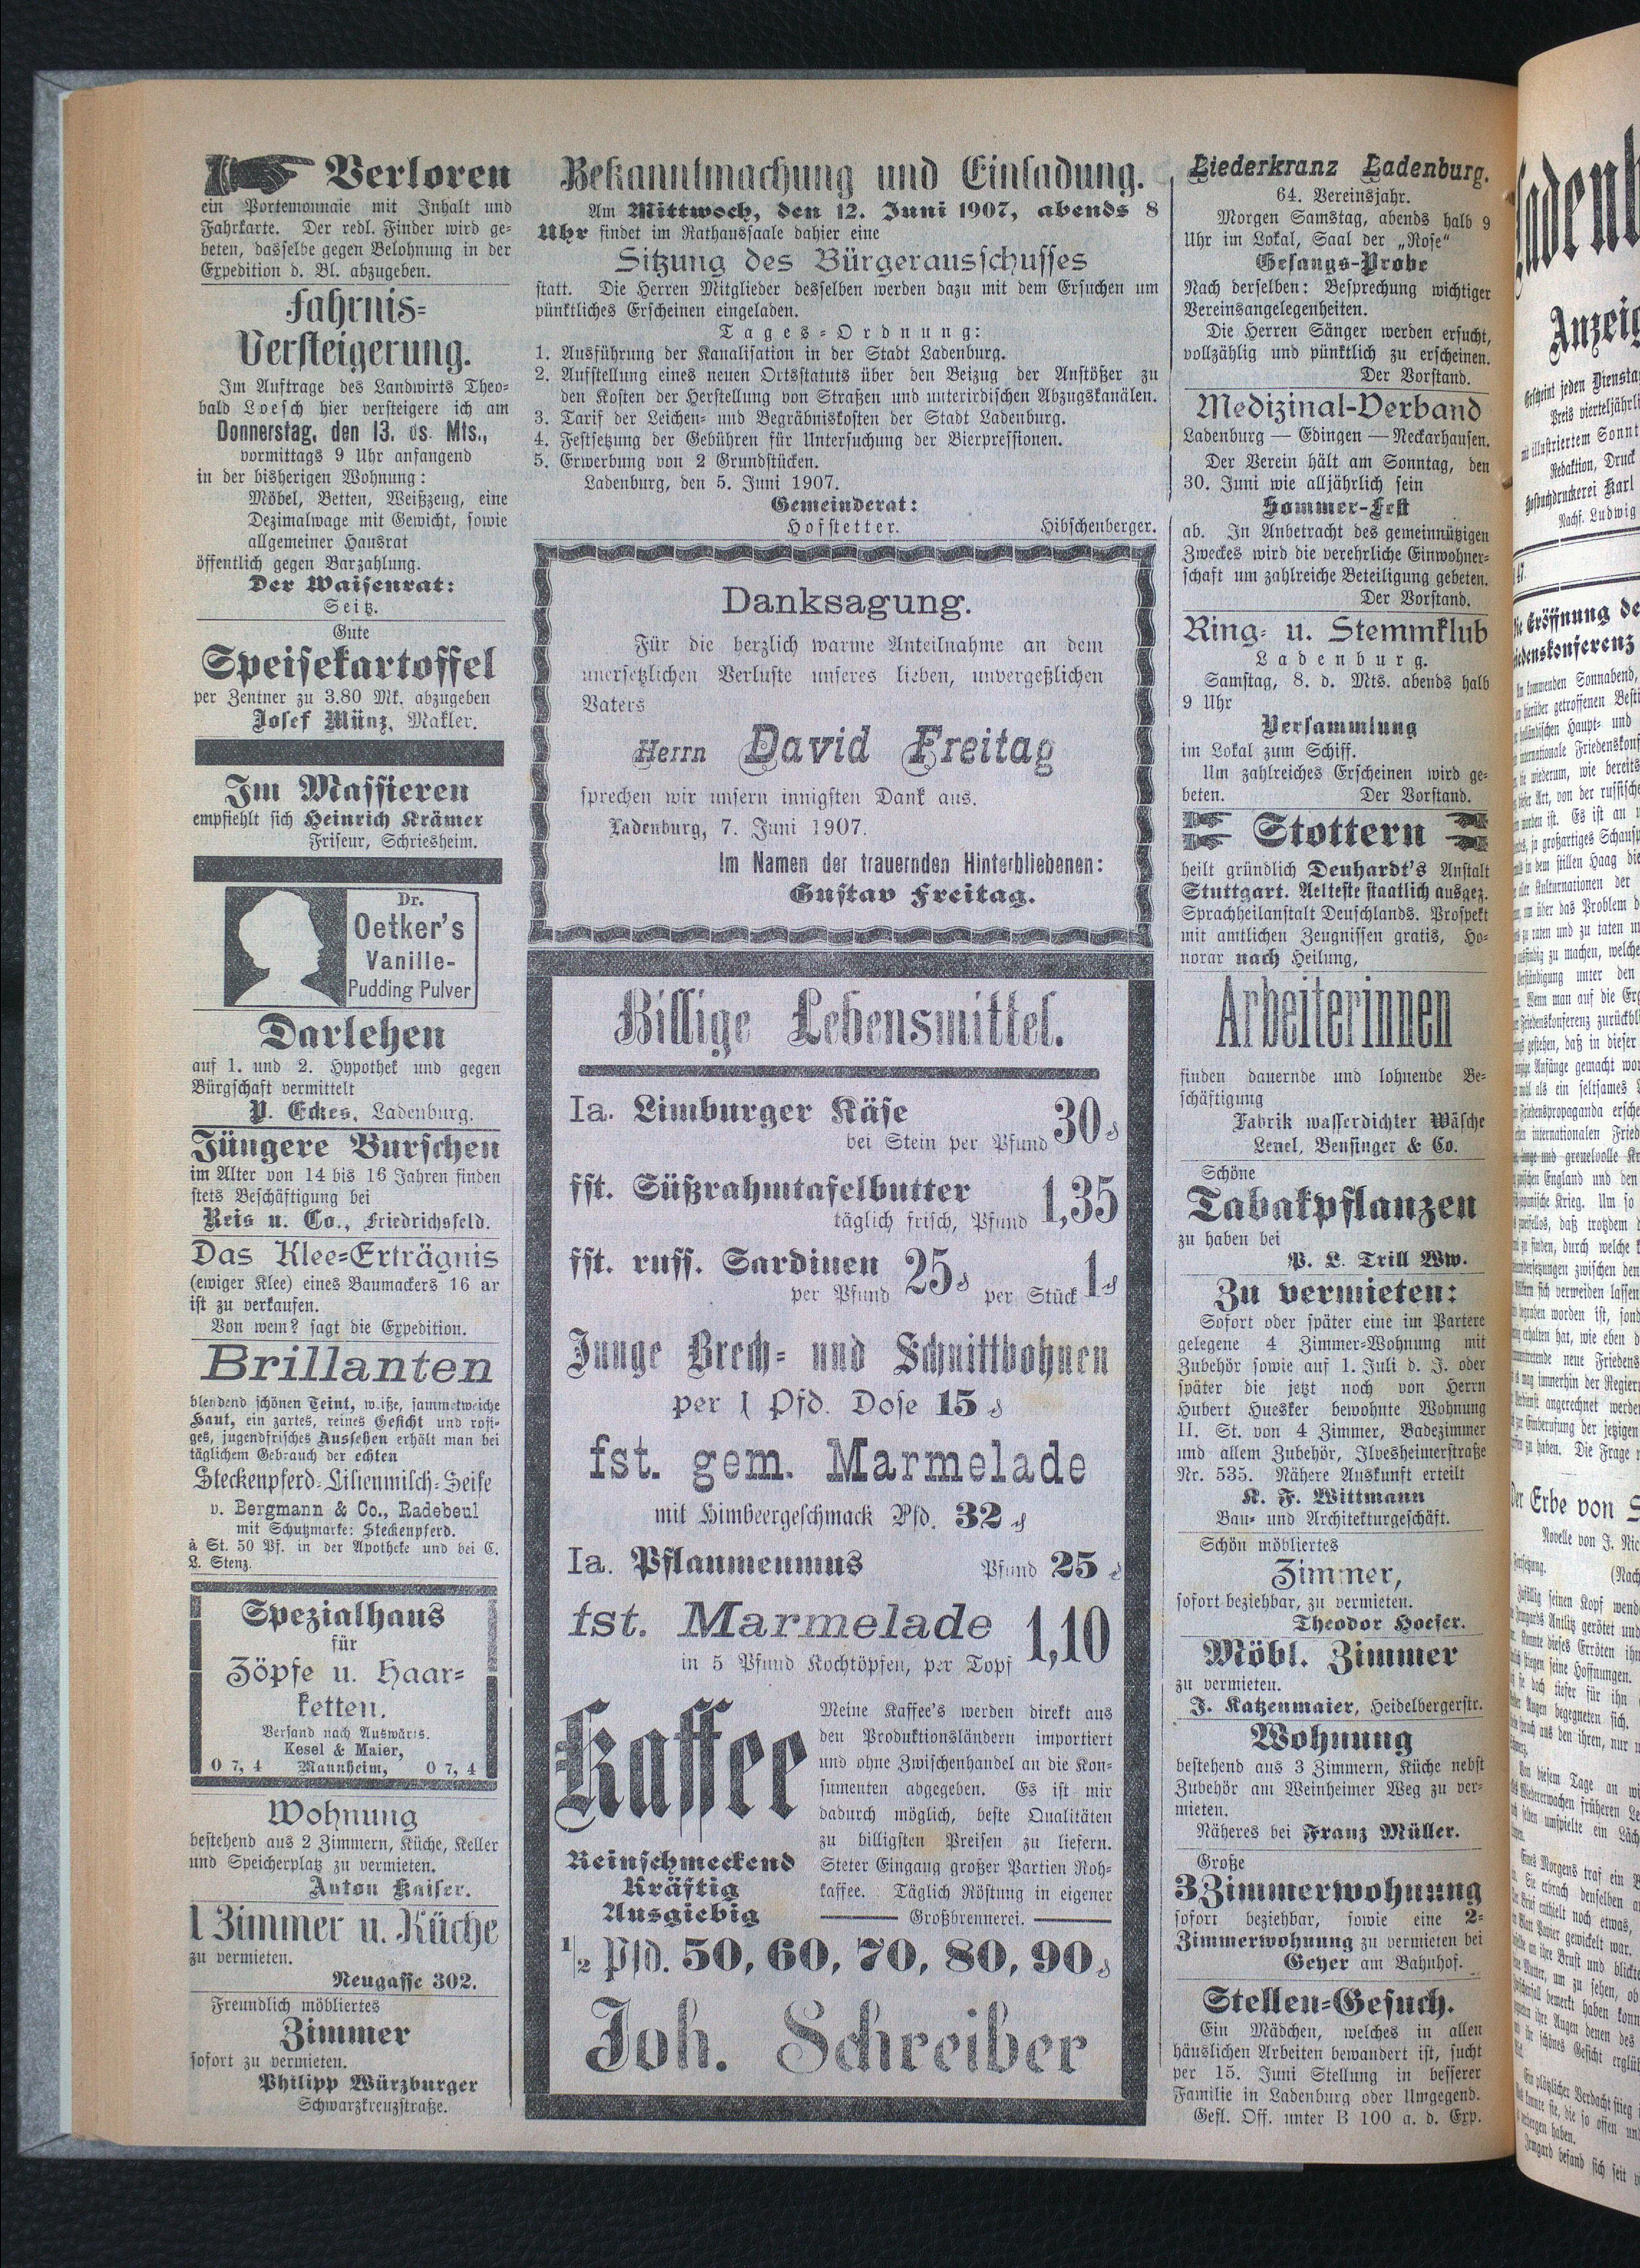 Verloren
ein Portemonnaie mit Inhalt und
Fahrkarte. Der redl. Finder wird ge-
beten, dasselbe gegen Belohnung in der
Expedition d. Bl. abzugeben.
Fahrnis-
Versteigerung.
Im Auftrage des Landwirts Theo-
bald Loesch hier versteigere ich am
Donnerstag, den 13. ds. Mts.,
vormittags 9 Uhr anfangend
in der bisherigen Wohnung:
Möbel, Betten, Weißzeug, eine
Dezimalwage mit Gewicht, sowie
allgemeiner Hausrat
öffentlich gegen Barzahlung.
Der Waisenrat:
Seitz.
Gute
Speisekartoffel
per Zentner zu 3.80 Mk. abzugeben
Josef Münz, Makler.
Im Massieren
empfiehlt sich Heinrich Krämer
Friseur, Schriesheim.
Dr.
Oetker's
Vanille-
Pudding Pulver
Darlehen
auf 1. und 2. Hypothek und gegen
Bürgschaft vermittelt
P. Eckes, Ladenburg.
Jüngere Burschen
im Alter von 14 bis 16 Jahren finden
stets Beschäftigung bei
Reis u. Co., Friedrichsfeld.
Das Klee-Erträgnis
(ewiger Klee) eines Baumackers 16 ar
ist zu verkaufen.
Von wem? sagt die Expedition.
Brillanten
blendend schönen Teint, weiße, sammetweiche
Haut, ein zartes, reines Gesicht und rosi-
ges, jugendfrisches Aussehen erhält man bei
täglichem Gebrauch der echten
Steckenpferd-Lilienmilch-Seife
v. Bergmann & Co., Radebeul
mit Schutzmarke: Steckenpferd.
à St. 50 Pf. in der Apotheke und bei C.
L. Stenz.
Spezialhaus
für
Zöpfe u. Haar-
ketten.
Versand nach Auswärts.
Kesel & Maier,
O 7, 4 Mannheim, O 7, 4
Wohnung
bestehend aus 2 Zimmern, Küche, Keller
und Speicherplatz zu vermieten.
Anton Kaiser.
1 Zimmer u. Küche
zu vermieten.
Neugasse 302.
Freundlich möbliertes
Zimmer
sofort zu vermieten.
Philipp Würzburger
Schwarzkreuzstraße.
Bekanntmachung und Einladung.
Am Mittwoch, den 12. Juni 1907, abends 8
Uhr findet im Rathaussaale dahier eine
Sitzung des Bürgerausschusses
statt. Die Herren Mitglieder desselben werden dazu mit dem Ersuchen um
pünktliches Erscheinen eingeladen.
Tages-Ordnung:
1. Ausführung der Kanalisation in der Stadt Ladenburg.
2. Aufstellung eines neuen Ortsstatuts über den Beizug der Anstößer zu
den Kosten der Herstellung von Straßen und unterirdischen Abzugskanälen.
3. Tarif der Leichen- und Begräbniskosten der Stadt Ladenburg.
4. Festsetzung der Gebühren für Untersuchung der Bierpressionen.
5. Erwerbung von 2 Grundstücken.
Ladenburg, den 5. Juni 1907.
Gemeinderat:
Hofstetter. Hibschenberger.
Danksagung.
Für die herzlich warme Anteilnahme an dem
unersetzlichen Verluste unseres lieben, unvergeßlichen
Vaters
Herrn David Freitag
sprechen wir unsern innigsten Dank aus.
Ladenburg, 7. Juni 1907.
Im Namen der trauernden Hinterbliebenen:
Gustav Freitag.
Billige Lebensmittel.
Ia. Limburger Käse
bei Stein per Pfund 30 ₰
fst. Süßrahmtafelbutter
täglich frisch, Pfund 1,35
fst. russ. Sardinen
per Pfund 25 ₰ per Stück 1 ₰
Junge Brech- und Schnittbohnen
per 1 Pfd. Dose 15 ₰
fst. gem. Marmelade
mit Himbeergeschmack Pfd. 32 ₰
Ia. Pflaumenmus Pfund 25 ₰
fst. Marmelade
in 5 Pfund Kochtöpfen, per Topf 1,10
Kaffee
Reinschmeckend
Kräftig
Ausgiebig
Meine Kaffee's werden direkt aus
den Produktionsländern importiert
und ohne Zwischenhandel an die Kon-
sumenten abgegeben. Es ist mir
dadurch möglich, beste Qualitäten
zu billigsten Preisen zu liefern.
Steter Eingang großer Partien Roh-
kaffee. Täglich Röstung in eigener
Großbrennerei.
1/2 Pfd. 50, 60, 70, 80, 90 ₰
Joh. Schreiber
Liederkranz Ladenburg.
64. Vereinsjahr.
Morgen Samstag, abends halb 9
Uhr im Lokal, Saal der „Rose“
Gesangs-Probe
Nach derselben: Besprechung wichtiger
Vereinsangelegenheiten.
Die Herren Sänger werden ersucht,
vollzählig und pünktlich zu erscheinen.
Der Vorstand.
Medizinal-Verband
Ladenburg — Edingen — Neckarhausen.
Der Verein hält am Sonntag, den
30. Juni wie alljährlich sein
Sommer-Fest
ab. In Anbetracht des gemeinnützigen
Zweckes wird die verehrliche Einwohner-
schaft um zahlreiche Beteiligung gebeten.
Der Vorstand.
Ring- u. Stemmklub
Ladenburg.
Samstag, 8. d. Mts. abends halb
9 Uhr
Versammlung
im Lokal zum Schiff.
Um zahlreiches Erscheinen wird ge-
beten. Der Vorstand.
Stottern
heilt gründlich Denhardt's Anstalt
Stuttgart. Aelteste staatlich ausgez.
Sprachheilanstalt Deuschlands. Prospekt
mit amtlichen Zeugnissen gratis, Ho-
norar nach Heilung,
Arbeiterinnen
finden dauernde und lohnende Be-
schäftigung
Fabrik wasserdichter Wäsche
Lenel, Bensinger & Co.
Schöne
Tabakpflanzen
zu haben bei
P. L. Trill Ww.
Zu vermieten:
Sofort oder später eine im Partere
gelegene 4 Zimmer-Wohnung mit
Zubehör sowie auf 1. Juli d. J. oder
später die jetzt noch von Herrn
Hubert Huesker bewohnte Wohnung
II. St. von 4 Zimmer, Badezimmer
und allem Zubehör, Ilvesheimerstraße
Nr. 535. Nähere Auskunft erteilt
K. F. Wittmann
Bau- und Architekturgeschäft.
Schön möbliertes
Zimmer,
sofort beziehbar, zu vermieten.
Theodor Hoefer.
Möbl. Zimmer
zu vermieten.
J. Katzenmaier, Heidelbergerstr.
Wohnung
bestehend aus 3 Zimmern, Küche nebst
Zubehör am Weinheimer Weg zu ver-
mieten.
Näheres bei Franz Müller.
Große
3 Zimmerwohnung
sofort beziehbar, sowie eine 2-
Zimmerwohnung zu vermieten bei
Geyer am Bahnhof.
Stellen-Gesuch.
Ein Mädchen, welches in allen
häuslichen Arbeiten bewandert ist, sucht
per 15. Juni Stellung in besserer
Familie in Ladenburg oder Umgegend.
Gefl. Off. unter B 100 a. d. Exp.
Erscheint jeden
Preis vierteljährl
mit illustriertem Sonnt
Redaktion, Druck
Nachf. Ludwig
Eröffnung de
Der Erbe von S
Novelle von J.